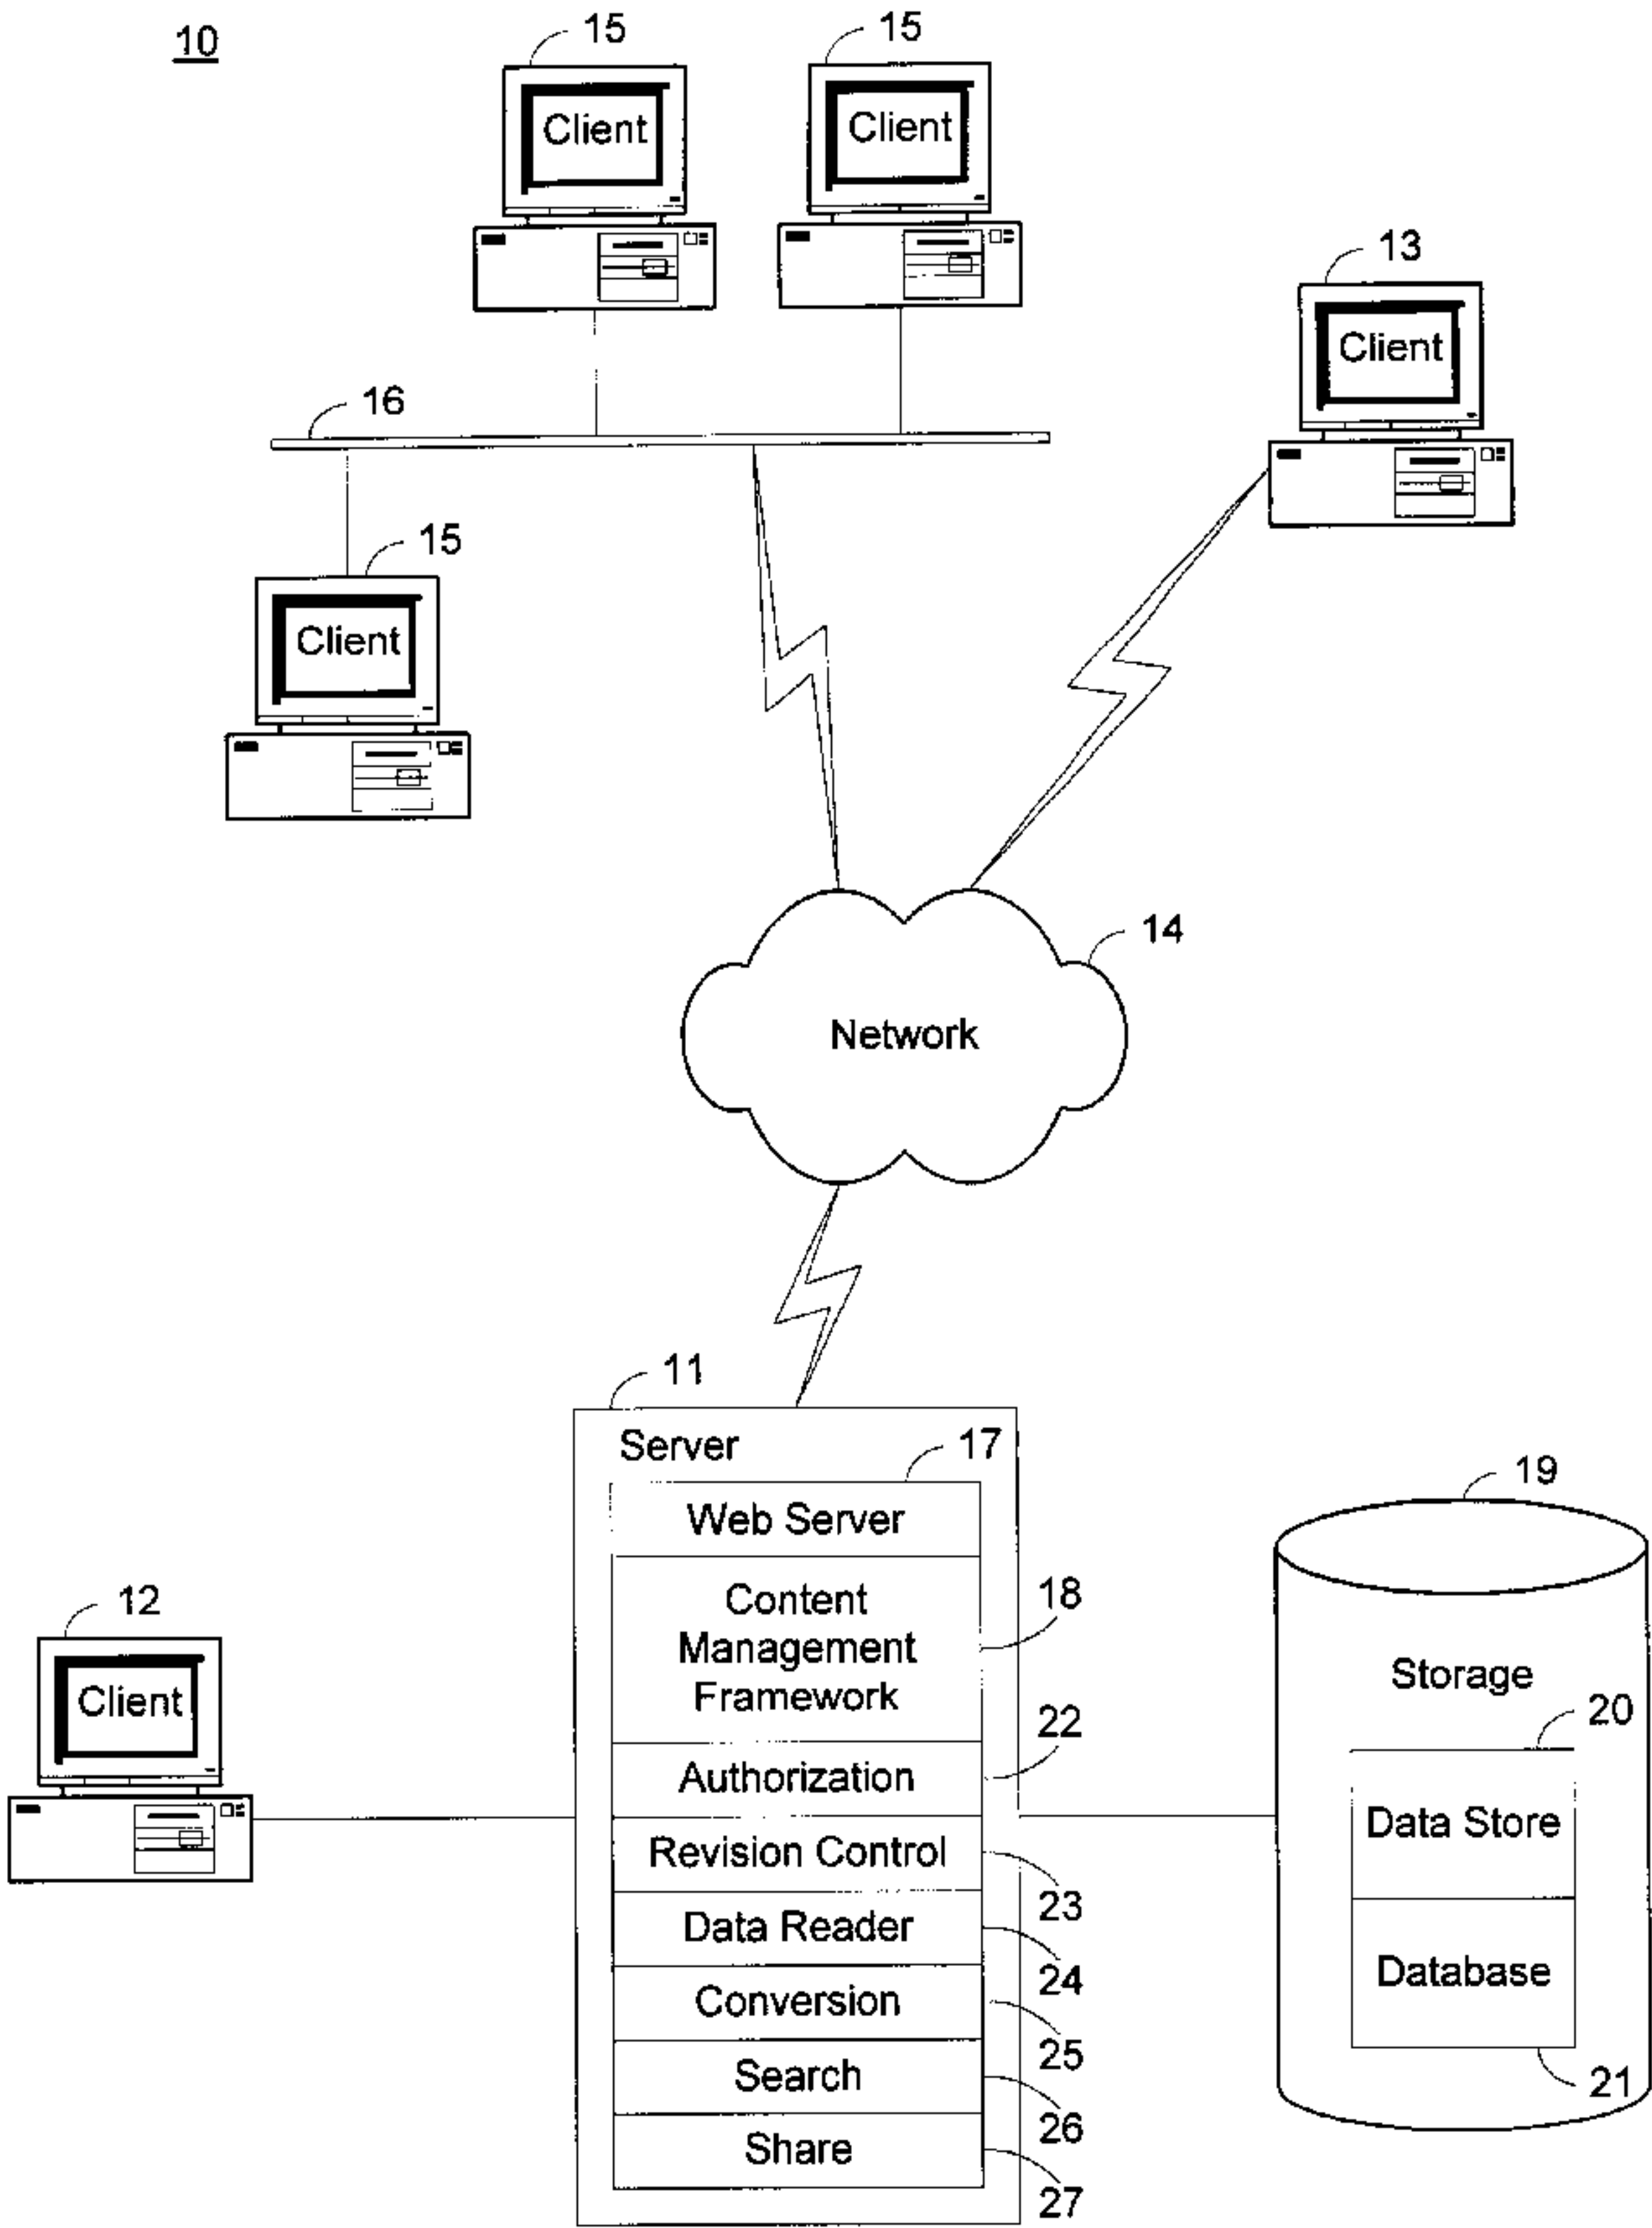 10
15
15
Client
Client
13
Client
16
15
Client
14
Network
11
Server
17
Web Server
19
Content
Management
Framework
18
12
Client
Storage
20
22
Authorization
Data Store
Revision Control
23
Data Reader
24
Database
Conversion
25
Search
21
26
Share
27